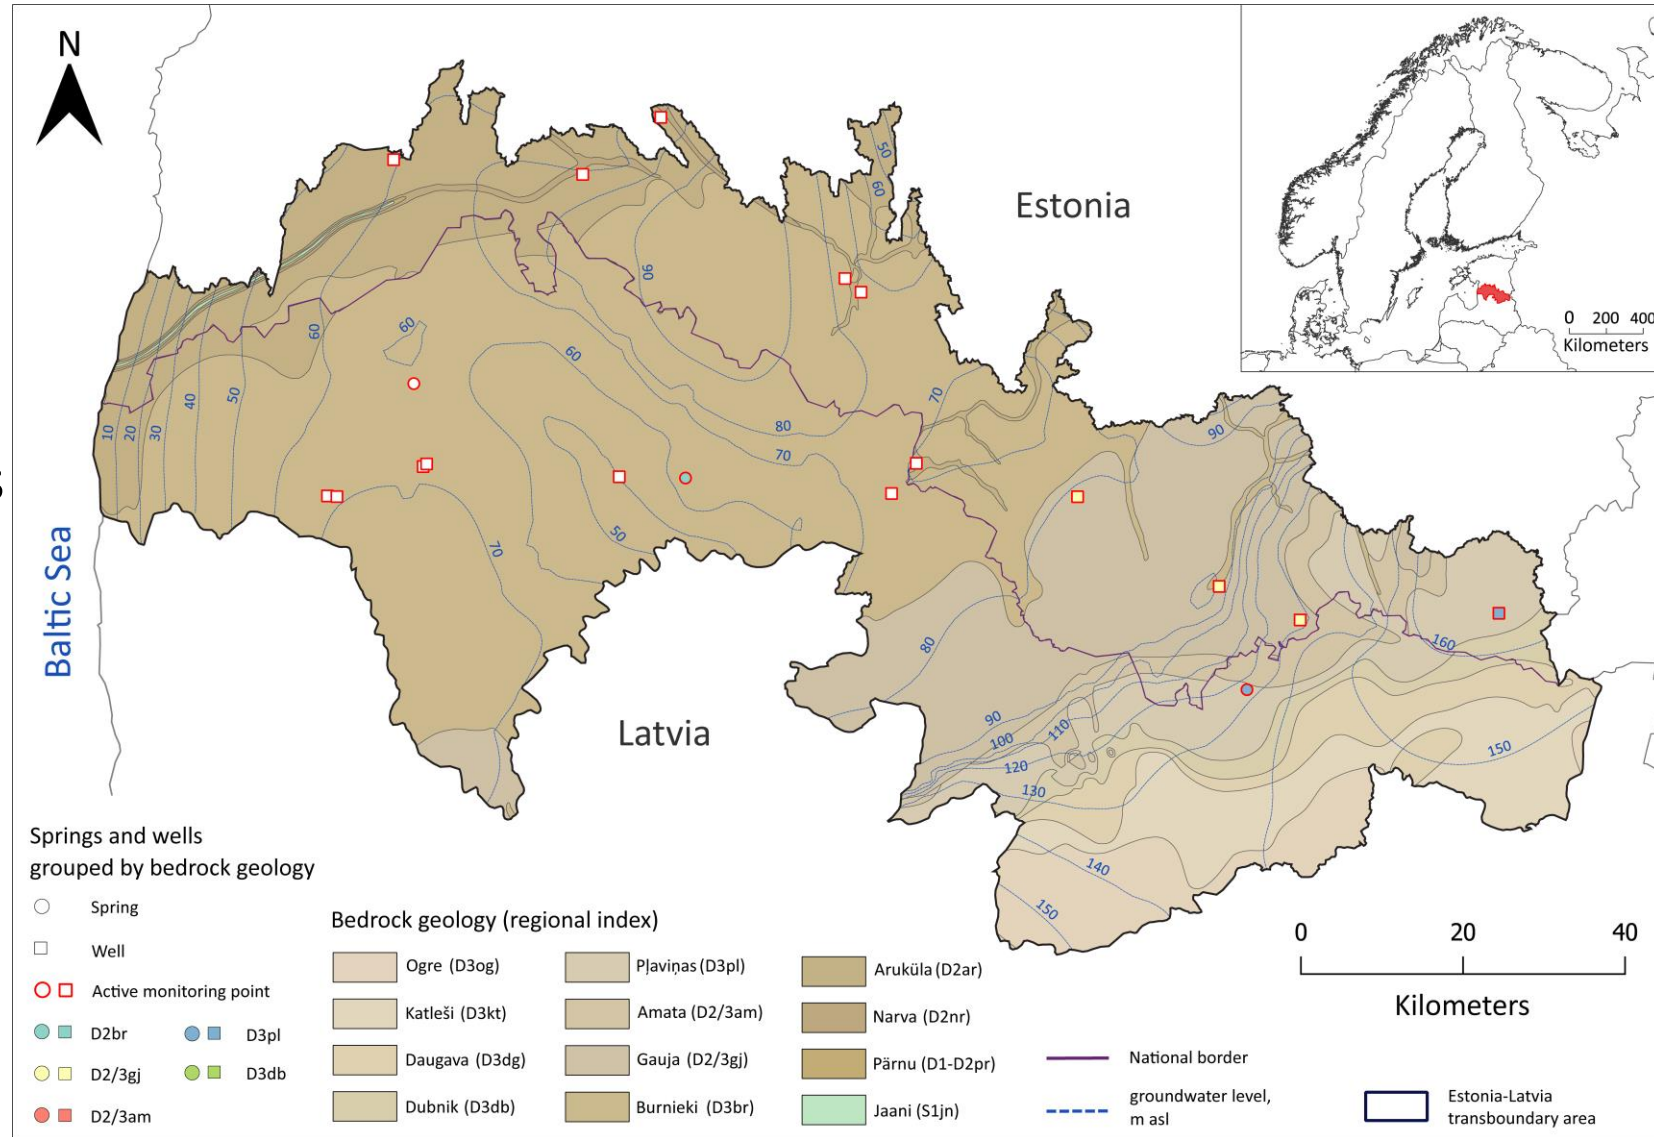 N
Estonia
Latvia
Baltic Sea
50
60
90
60
60
60
10
20
30
40
50
80
70
70
50
70
90
80
90
100
110
120
130
140
150
150
160
0 200 400
Kilometers
Springs and wells
grouped by bedrock geology
Spring
Well
Active monitoring point
D2br
D3pl
D2/3gj
D3db
D2/3am
Bedrock geology (regional index)
Ogre (D3og)
Katleši (D3kt)
Daugava (D3dg)
Dubnik (D3db)
Pļaviņas (D3pl)
Amata (D2/3am)
Gauja (D2/3gj)
Burnieki (D3br)
Aruküla (D2ar)
Narva (D2nr)
Pärnu (D1-D2pr)
Jaani (S1jn)
0 20 40
Kilometers
National border
groundwater level,
m asl
Estonia-Latvia
transboundary area